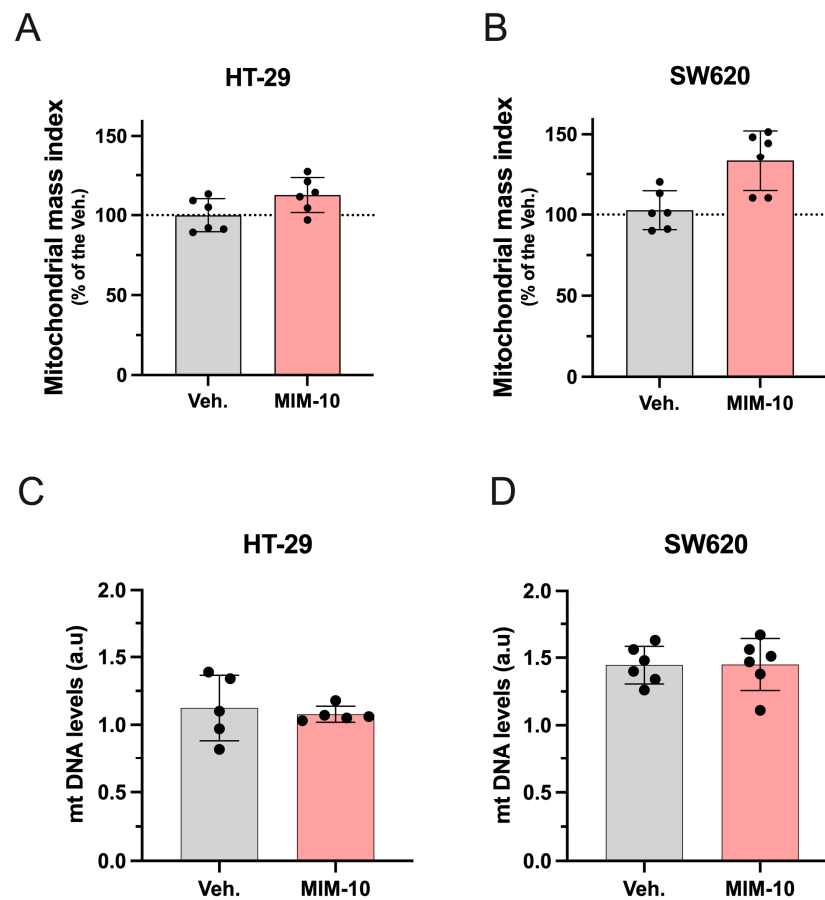 A
HT-29
Mitochondrial mass index
(% of the Veh.)
150
100
50
0
Veh.
MIM-10
B
SW620
Mitochondrial mass index
(% of the Veh.)
150
100
50
0
Veh.
MIM-10
C
HT-29
mt DNA levels (a.u)
2.0
1.5
1.0
0.5
0.0
Veh.
MIM-10
D
SW620
mt DNA levels (a.u)
2.0
1.5
1.0
0.5
0.0
Veh.
MIM-10